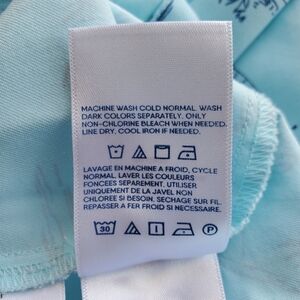 MACHINE WASH COLD NORMAL. WASH
DARK COLORS SEPARATELY. ONLY
NON-CHLORINE BLEACH WHEN NEEDED.
LINE DRY, COOL IRON IF NEEDED.
LAVAGE EN MACHINE A FROID, CYCLE
NORMAL. LAVER LES COULEURS
FONCEES SEPAREMENT. UTILISER
UNIQUEMENT DE LA JAVEL NON
CHLOREE SI BESOIN. SECHAGE SUR FIL.
REPASSER A FER FROID SI NECESSAIRE.
30 P